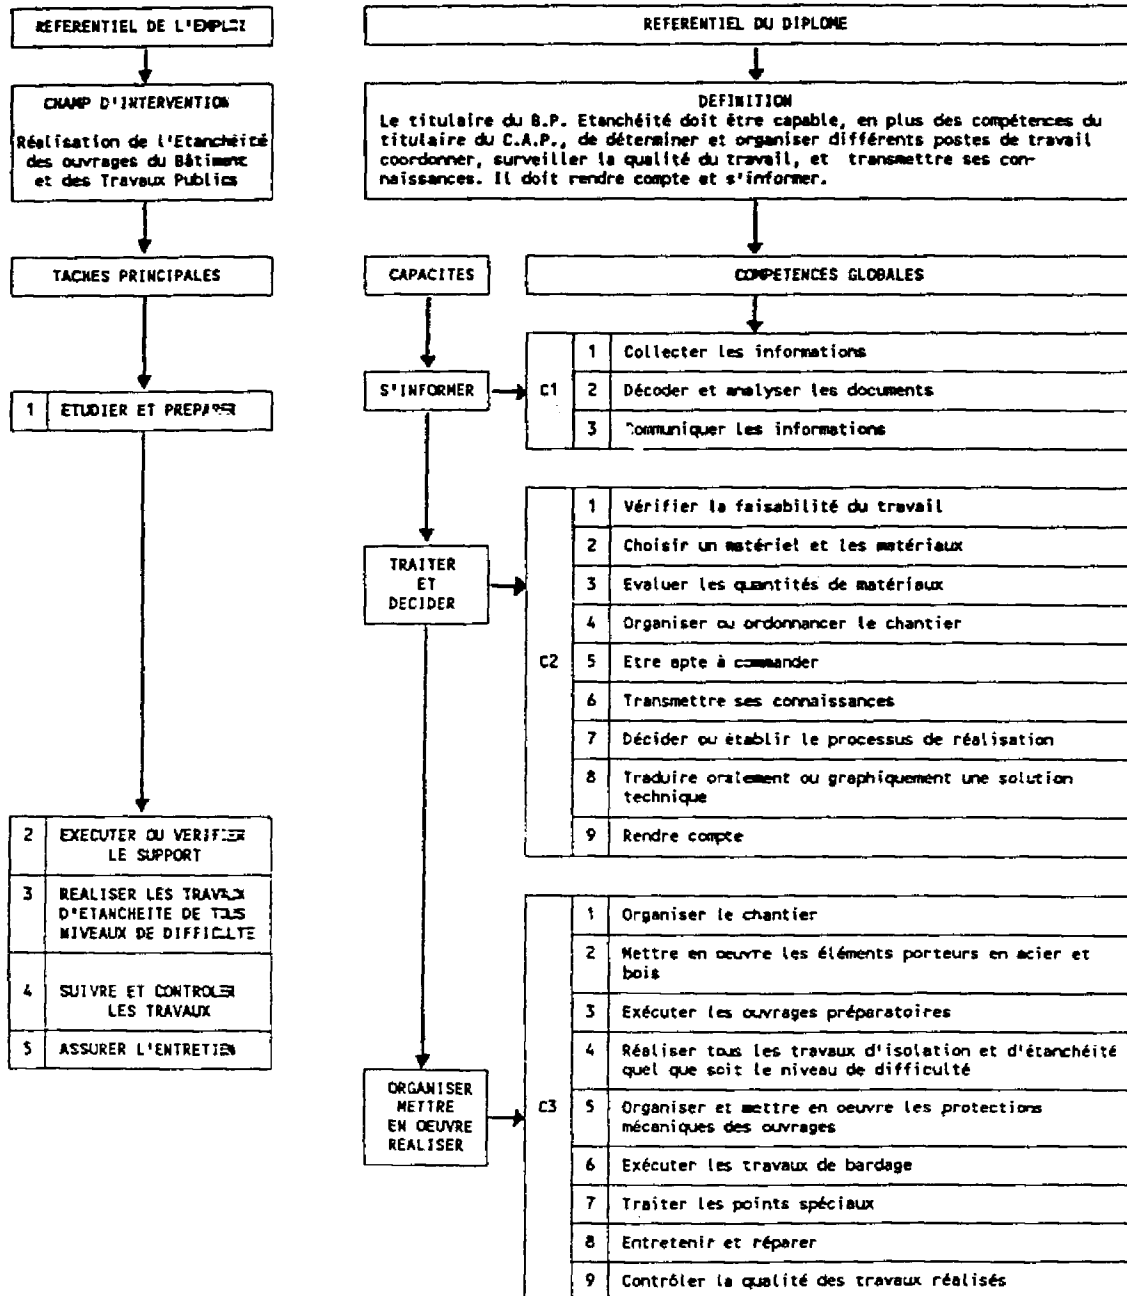 REFERENTIEL DE L'EMPLOI
REFERENTIEL DU DIPLOME
CHAMP D'INTERVENTION
Réalisation de l'Etanchéité
des ouvrages du Bâtiment
et des Travaux Publics
DEFINITION
Le titulaire du B.P. Etanchéité doit être capable, en plus des compétences du
titulaire du C.A.P., de déterminer et organiser différents postes de travail
coordonner, surveiller la qualité du travail, et transmettre ses con-
naissances. Il doit rendre compte et s'informer.
TACHES PRINCIPALES
CAPACITES
COMPETENCES GLOBALES
1 ETUDIER ET PREPARER
S'INFORMER
C1
1 Collecter les informations
2 Décoder et analyser les documents
3 Communiquer les informations
TRAITER
ET
DECIDER
C2
1 Vérifier la faisabilité du travail
2 Choisir un matériel et les matériaux
3 Evaluer les quantités de matériaux
4 Organiser ou ordonnancer le chantier
5 Etre apte à commander
6 Transmettre ses connaissances
7 Décider ou établir le processus de réalisation
8 Traduire oralement ou graphiquement une solution
technique
9 Rendre compte
2 EXECUTER OU VERIFIER
LE SUPPORT
3 REALISER LES TRAVAUX
D'ETANCHEITE DE TOUS
NIVEAUX DE DIFFICULTE
4 SUIVRE ET CONTROLER
LES TRAVAUX
5 ASSURER L'ENTRETIEN
ORGANISER
METTRE
EN OEUVRE
REALISER
C3
1 Organiser le chantier
2 Mettre en oeuvre les éléments porteurs en acier et
bois
3 Exécuter les ouvrages préparatoires
4 Réaliser tous les travaux d'isolation et d'étanchéité
quel que soit le niveau de difficulté
5 Organiser et mettre en oeuvre les protections
mécaniques des ouvrages
6 Exécuter les travaux de bardage
7 Traiter les points spéciaux
8 Entretenir et réparer
9 Contrôler la qualité des travaux réalisés